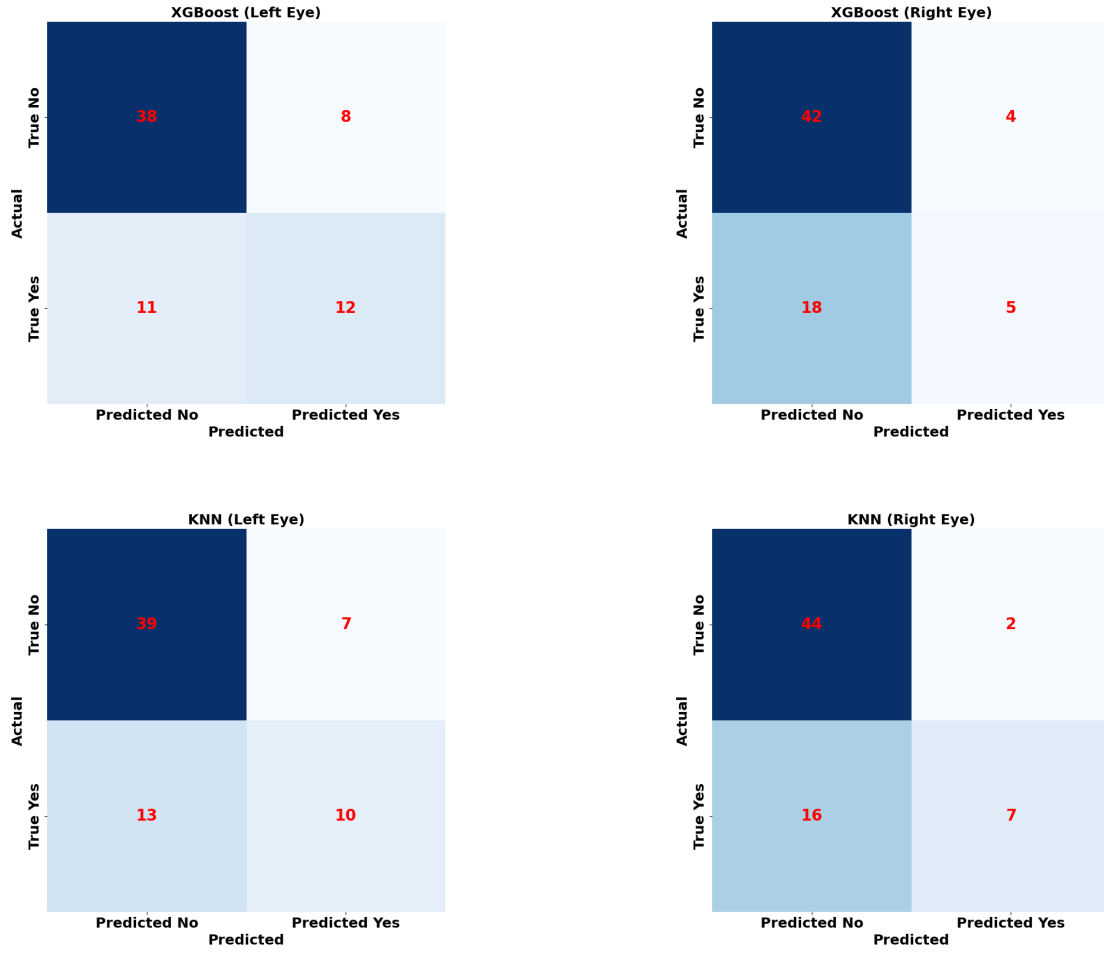 XGBoost (Left Eye)
True No
38
8
Actual
True Yes
11
12
Predicted No
Predicted Yes
Predicted
XGBoost (Right Eye)
True No
42
4
Actual
True Yes
18
5
Predicted No
Predicted Yes
Predicted
KNN (Left Eye)
True No
39
7
Actual
True Yes
13
10
Predicted No
Predicted Yes
Predicted
KNN (Right Eye)
True No
44
2
Actual
True Yes
16
7
Predicted No
Predicted Yes
Predicted